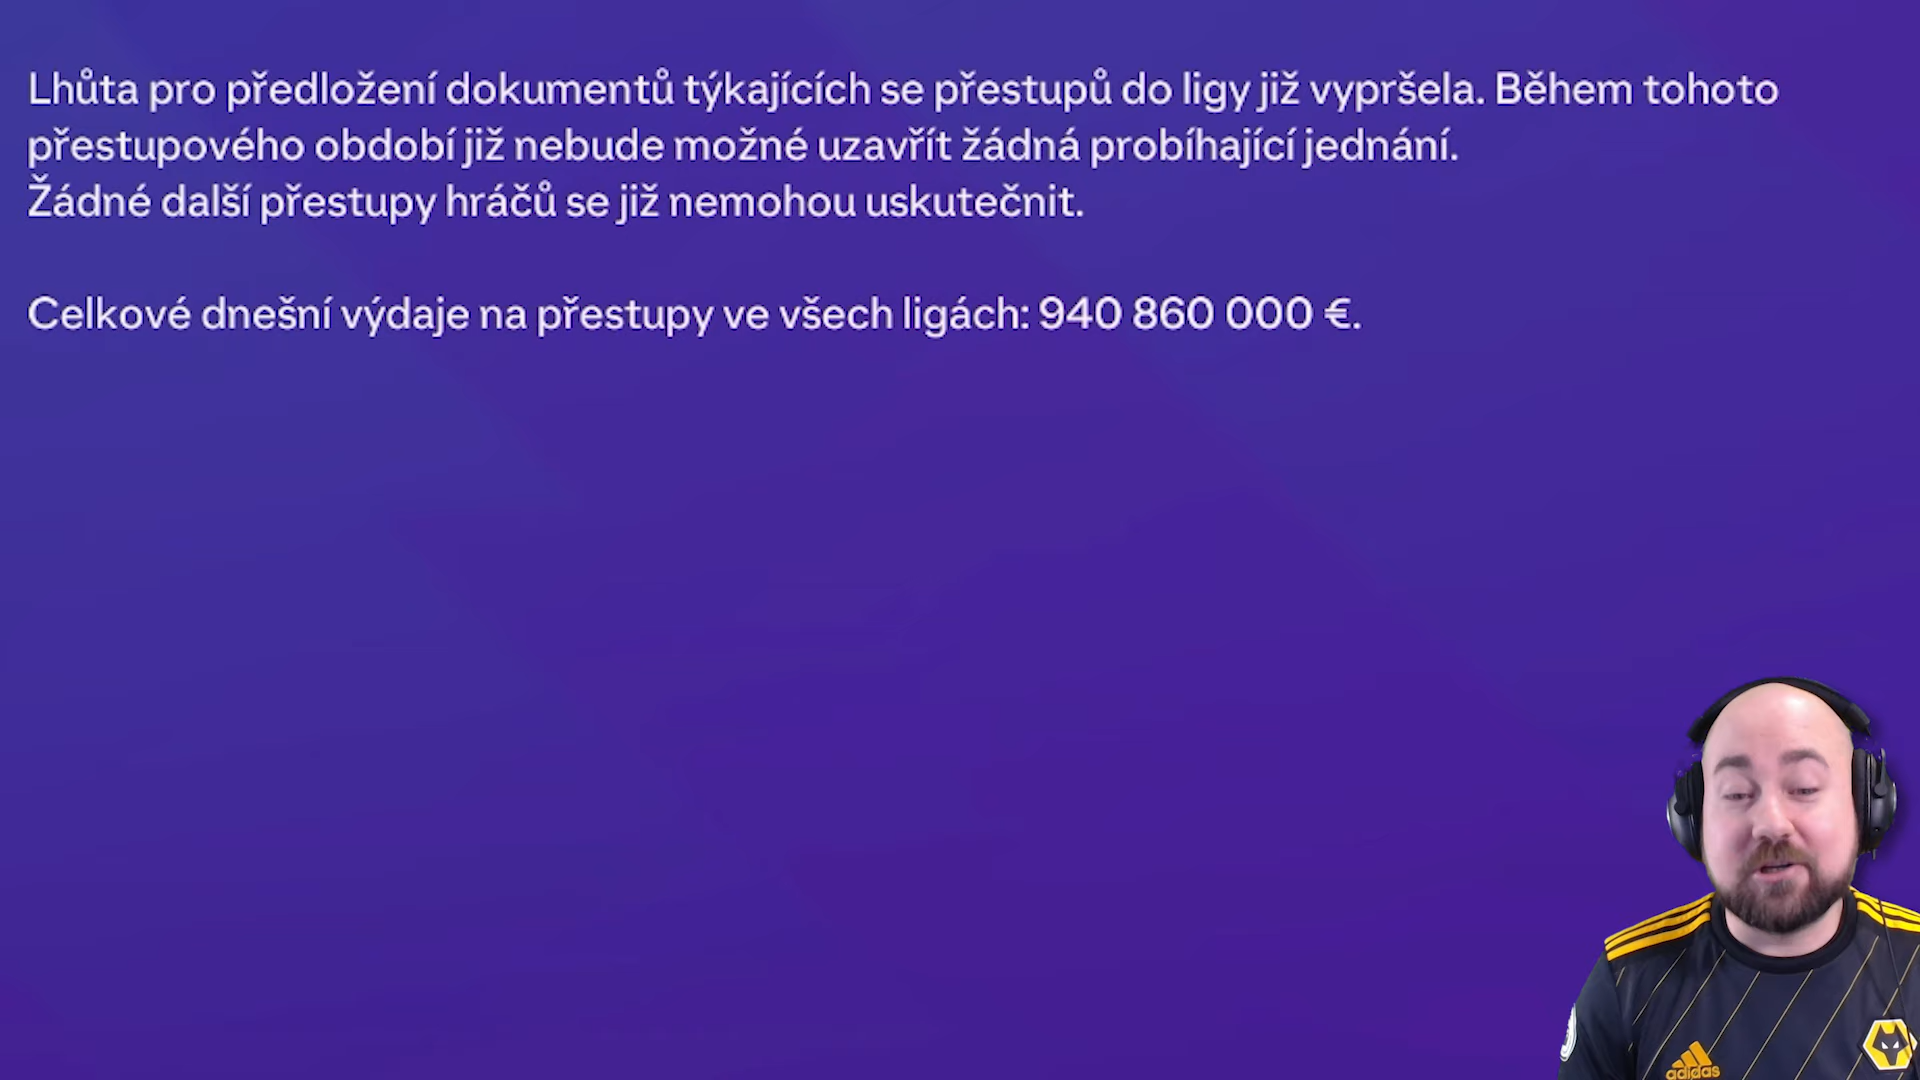 Lhůta pro předložení dokumentů týkajících se přestupů do ligy již vypršela. Během tohoto
přestupového období již nebude možné uzavřít žádná probíhající jednání.
Žádné další přestupy hráčů se již nemohou uskutečnit.
Celkové dnešní výdaje na přestupy ve všech ligách: 940 860 000 €.
adidas